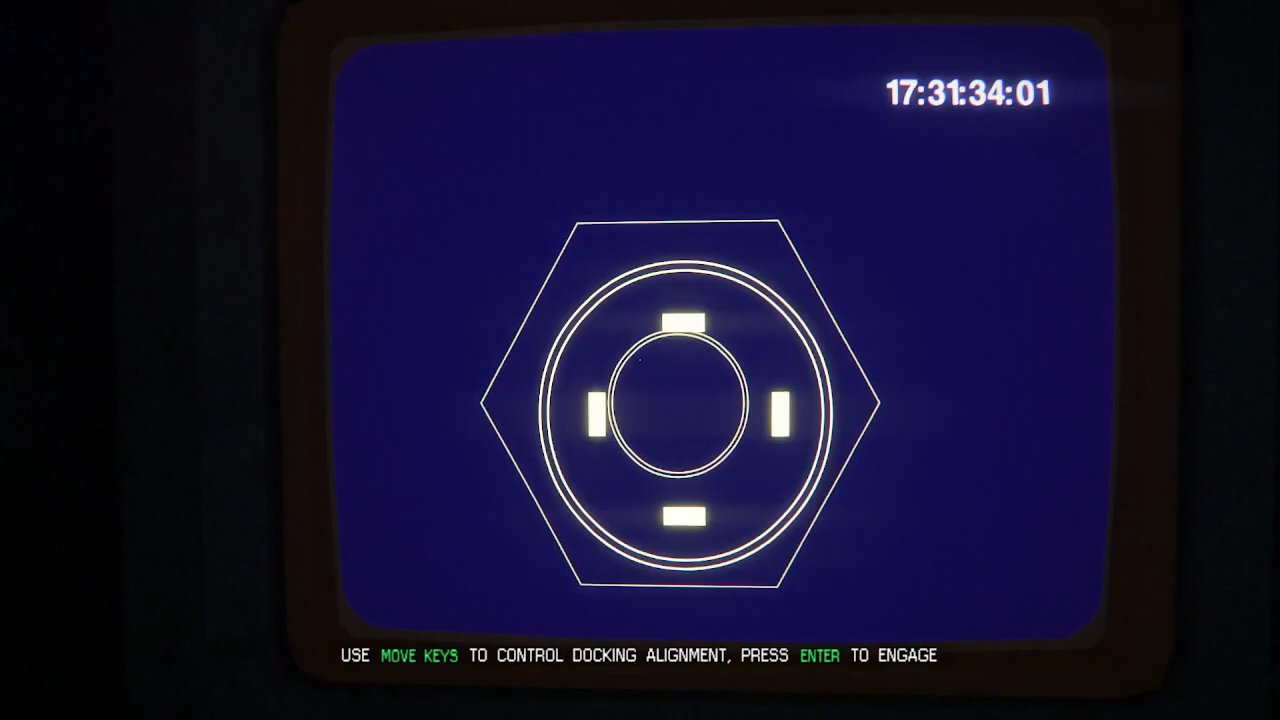 17:31:34:01
USE MOVE KEYS TO CONTROL DOCKING ALIGNMENT, PRESS ENTER TO ENGAGE